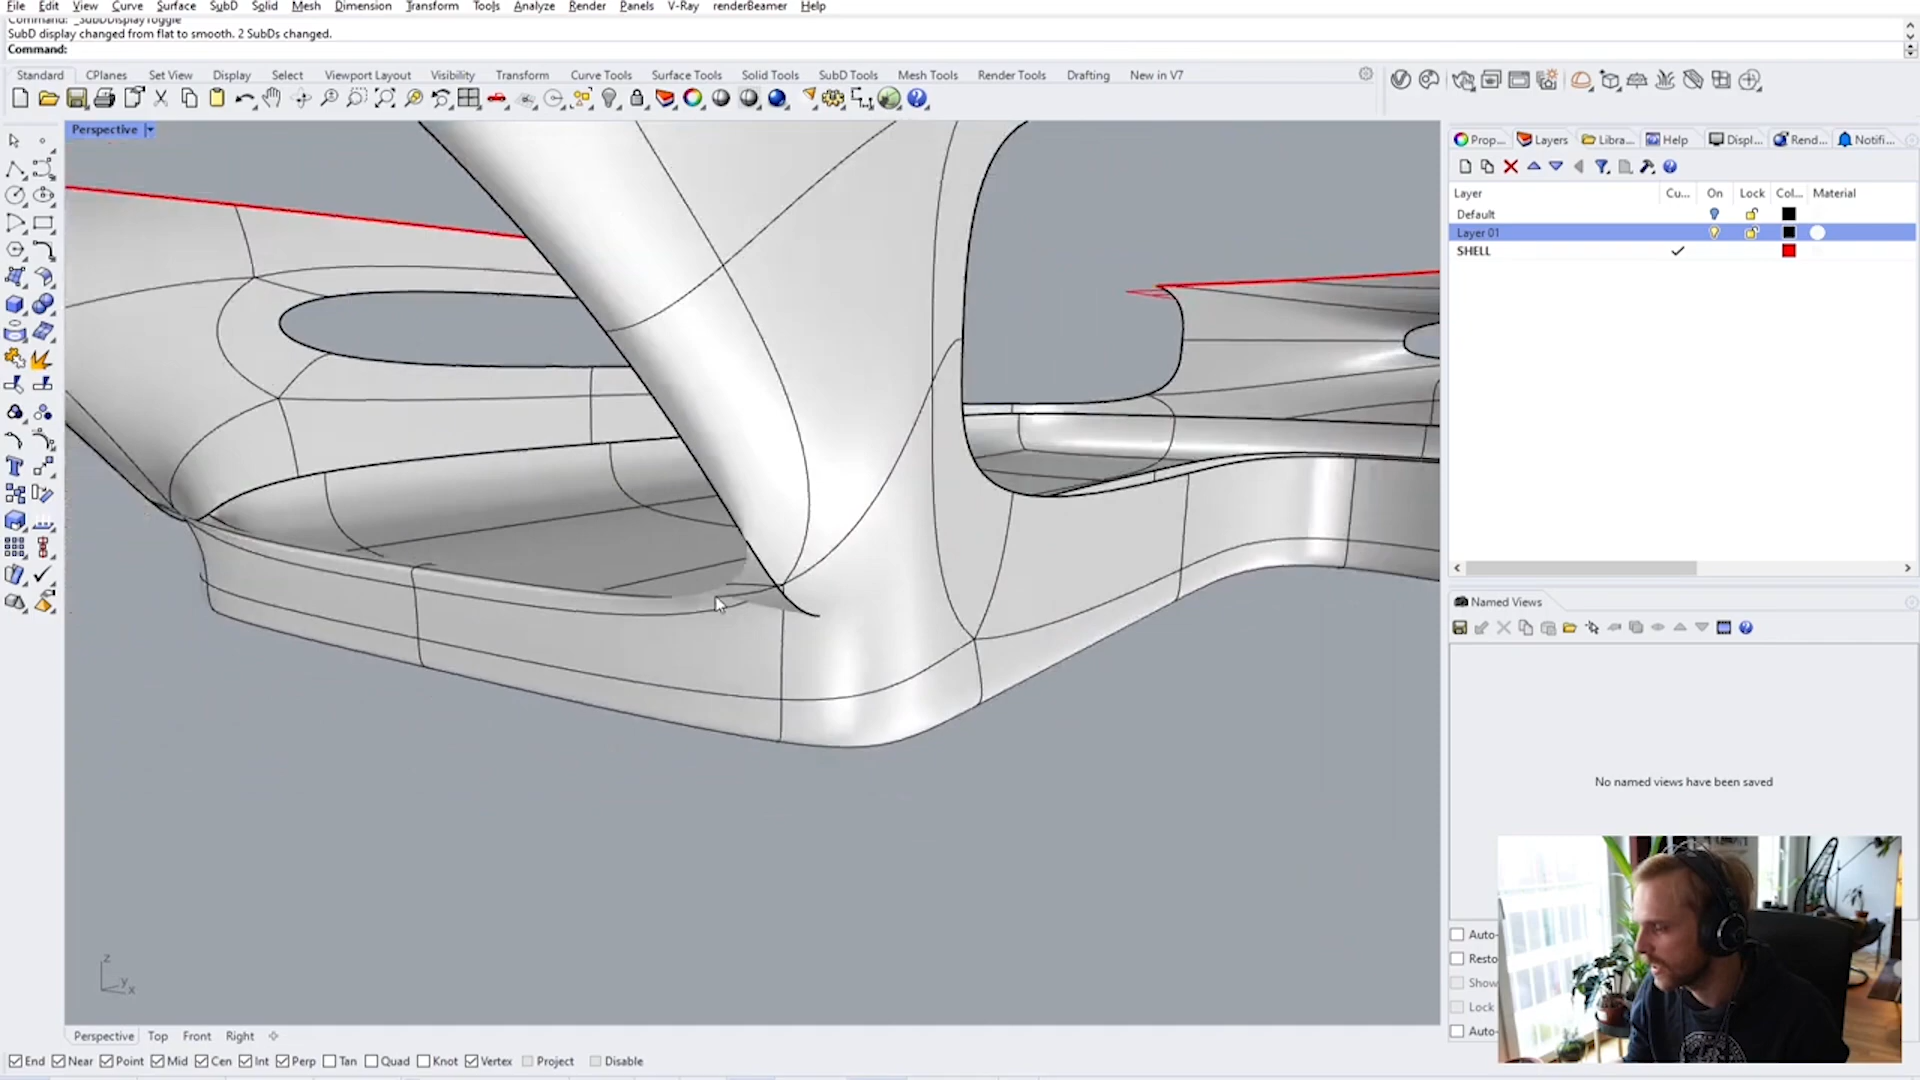 File Edit View Curve Surface SubD Solid Mesh Dimension Transform Tools Analyze Render Panels V-Ray renderBeamer Help
Command: _SubDDisplayToggle
SubD display changed from flat to smooth. 2 SubDs changed.
Command:
Standard CPlanes Set View Display Select Viewport Layout Visibility Transform Curve Tools Surface Tools Solid Tools SubD Tools Mesh Tools Render Tools Drafting New in V7
Perspective
Prop... Layers Libra... Help Displ... Rend... Notifi...
Layer Cu... On Lock Col... Material
Default
Layer 01
SHELL
Named Views
No named views have been saved
Auto-
Resto
Show
Lock
Auto-
z
y
x
Perspective Top Front Right
End Near Point Mid Cen Int Perp Tan Quad Knot Vertex Project Disable